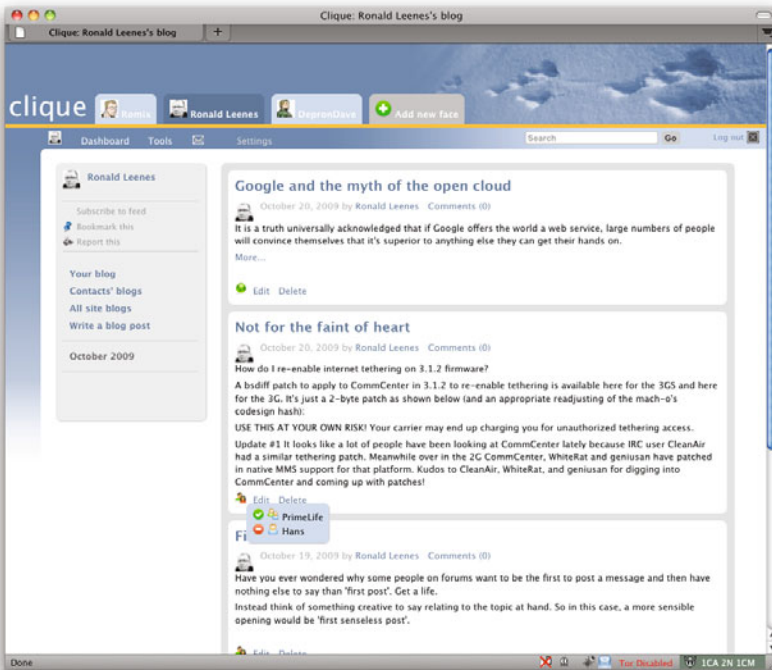 Clique: Ronald Leenes's blog
Clique: Ronald Leenes's blog +
clique Remix Ronald Leenes DepronDave Add new face
Dashboard Tools Settings Search Go Log out
Ronald Leenes
Subscribe to feed
Bookmark this
Report this
Your blog
Contacts' blogs
All site blogs
Write a blog post
October 2009
Google and the myth of the open cloud
October 20, 2009 by Ronald Leenes Comments (0)
It is a truth universally acknowledged that if Google offers the world a web service, large numbers of people
will convince themselves that it's superior to anything else they can get their hands on.
More...
Edit Delete
Not for the faint of heart
October 20, 2009 by Ronald Leenes Comments (0)
How do I re-enable internet tethering on 3.1.2 firmware?
A bsdiff patch to apply to CommCenter in 3.1.2 to re-enable tethering is available here for the 3GS and here
for the 3G. It's just a 2-byte patch as shown below (and an appropriate readjusting of the mach-o's
codesign hash):
USE THIS AT YOUR OWN RISK! Your carrier may end up charging you for unauthorized tethering access.
Update #1 It looks like a lot of people have been looking at CommCenter lately because IRC user CleanAir
had a similar tethering patch. Meanwhile over in the 2G CommCenter, WhiteRat and geniusan have patched
in native MMS support for that platform. Kudos to CleanAir, WhiteRat, and geniusan for digging into
CommCenter and coming up with patches!
Edit Delete
PrimeLife
Hans
Fi
October 19, 2009 by Ronald Leenes Comments (0)
Have you ever wondered why some people on forums want to be the first to post a message and then have
nothing else to say than 'first post'. Get a life.
Instead think of something creative to say relating to the topic at hand. So in this case, a more sensible
opening would be 'first senseless post'.
Edit Delete
Done Tor Disabled 1CA 2N 1CM